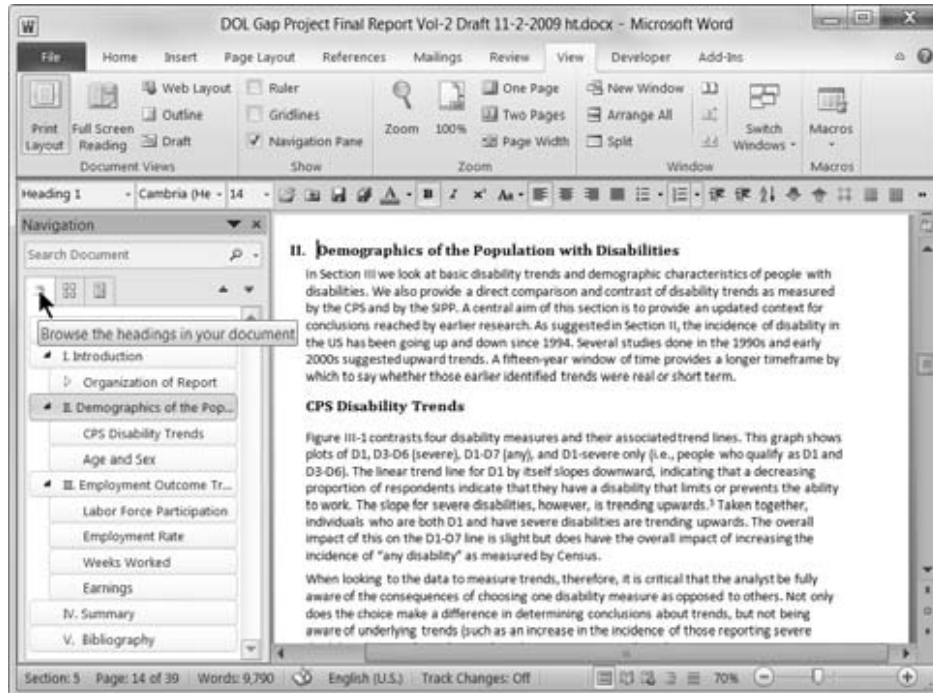 DOL Gap Project Final Report Vol-2 Draft 11-2-2009 ht.docx - Microsoft Word
File Home Insert Page Layout References Mailings Review View Developer Add-Ins
Print Layout
Full Screen Reading
Web Layout
Outline
Draft
Document Views
Ruler
Gridlines
Navigation Pane
Show
Zoom
100%
One Page
Two Pages
Page Width
Zoom
New Window
Arrange All
Split
Switch Windows
Window
Macros
Macros
Heading 1 Cambria (He 14
Navigation
Search Document
Browse the headings in your document
I. Introduction
Organization of Report
II. Demographics of the Pop...
CPS Disability Trends
Age and Sex
III. Employment Outcome Tr...
Labor Force Participation
Employment Rate
Weeks Worked
Earnings
IV. Summary
V. Bibliography
II. Demographics of the Population with Disabilities
In Section III we look at basic disability trends and demographic characteristics of people with
disabilities. We also provide a direct comparison and contrast of disability trends as measured
by the CPS and by the SIPP. A central aim of this section is to provide an updated context for
conclusions reached by earlier research. As suggested in Section II, the incidence of disability in
the US has been going up and down since 1994. Several studies done in the 1990s and early
2000s suggested upward trends. A fifteen-year window of time provides a longer timeframe by
which to say whether those earlier identified trends were real or short term.
CPS Disability Trends
Figure III-1 contrasts four disability measures and their associated trend lines. This graph shows
plots of D1, D3-D6 (severe), D1-D7 (any), and D1-severe only (i.e., people who qualify as D1 and
D3-D6). The linear trend line for D1 by itself slopes downward, indicating that a decreasing
proportion of respondents indicate that they have a disability that limits or prevents the ability
to work. The slope for severe disabilities, however, is trending upwards.³ Taken together,
individuals who are both D1 and have severe disabilities are trending upwards. The overall
impact of this on the D1-D7 line is slight but does have the overall impact of increasing the
incidence of "any disability" as measured by Census.
When looking to the data to measure trends, therefore, it is critical that the analyst be fully
aware of the consequences of choosing one disability measure as opposed to others. Not only
does the choice make a difference in determining conclusions about trends, but not being
aware of underlying trends (such as an increase in the incidence of those reporting severe
Section: 5 Page: 14 of 39 Words: 9,790 English (U.S.) Track Changes: Off 70%